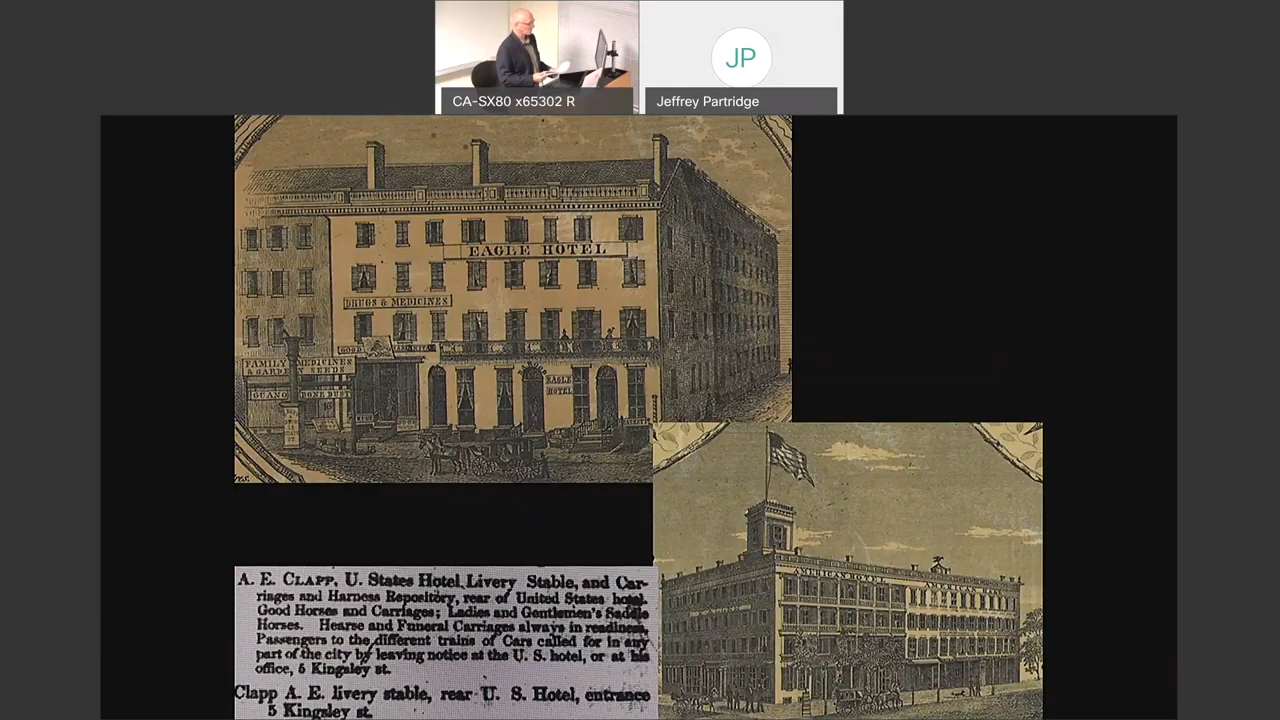 CA-SX80 x65302 R
JP
Jeffrey Partridge
EAGLE HOTEL
DRUGS & MEDICINES
FAMILY MEDICINES
& GARDEN SEEDS
GUANO BONE DUST
EAGLE
HOTEL
AMERICAN HOTEL
A. E. CLAPP, U. States Hotel Livery Stable, and Car-
riages and Harness Repository, rear of United States hotel.
Good Horses and Carriages; Ladies and Gentlemen's Saddle
Horses. Hearse and Funeral Carriages always in readiness.
Passengers to the different trains of Cars called for in any
part of the city by leaving notice at the U. S. hotel, or at his
office, 5 Kingsley st.
Clapp A. E. livery stable, rear U. S. Hotel, entrance
5 Kingsley st.